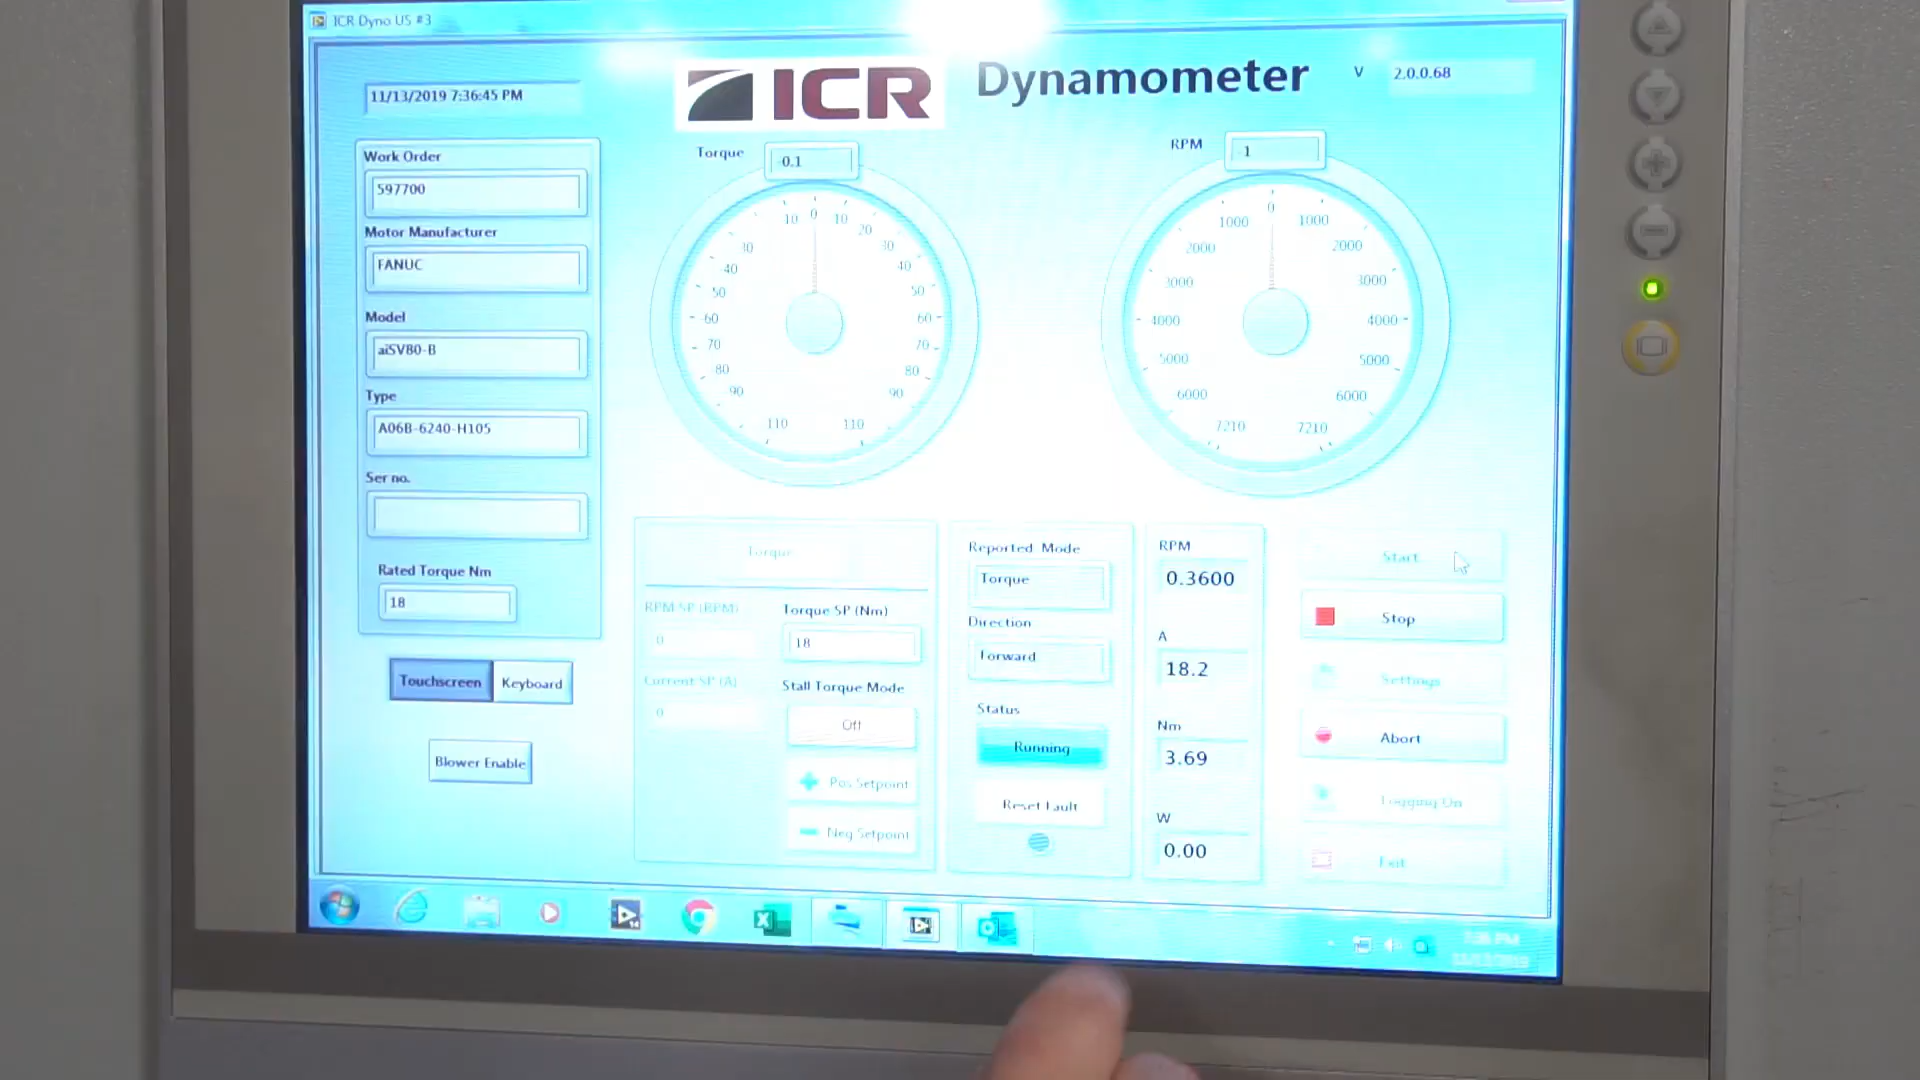 ICR Dyno US #3
11/13/2019 7:36:45 PM
ICR
Dynamometer
V
2.0.0.68
Work Order
597700
Motor Manufacturer
FANUC
Model
aiSV80-B
Type
A06B-6240-H105
Ser no.
Rated Torque Nm
18
Touchscreen
Keyboard
Blower Enable
Torque
-0.1
10 0 10
20
30 30
40 40
50 50
60 60
70 70
80 80
90 90
110 110
RPM
1
0
1000 1000
2000 2000
3000 3000
4000 4000
5000 5000
6000 6000
7210 7210
Torque
RPM SP (RPM)
0
Current SP (A)
0
Torque SP (Nm)
18
Stall Torque Mode
Off
Pos Setpoint
Neg Setpoint
Reported Mode
Torque
Direction
Forward
Status
Running
Reset Fault
RPM
0.3600
A
18.2
Nm
3.69
W
0.00
Start
Stop
Settings
Abort
Logging On
Exit